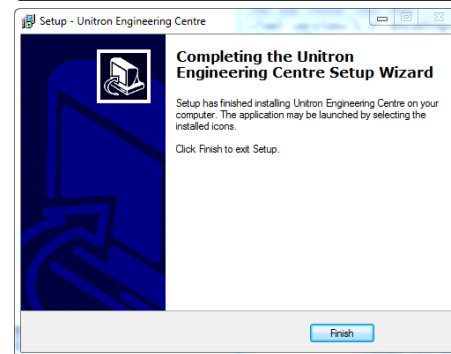 Setup - Unitron Engineering Centre
Completing the Unitron
Engineering Centre Setup Wizard
Setup has finished installing Unitron Engineering Centre on your
computer. The application may be launched by selecting the
installed icons.
Click Finish to exit Setup.
Finish